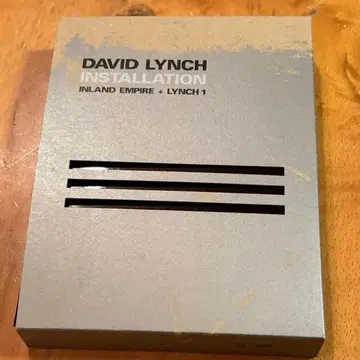 DAVID LYNCH
INSTALLATION
INLAND EMPIRE + LYNCH 1